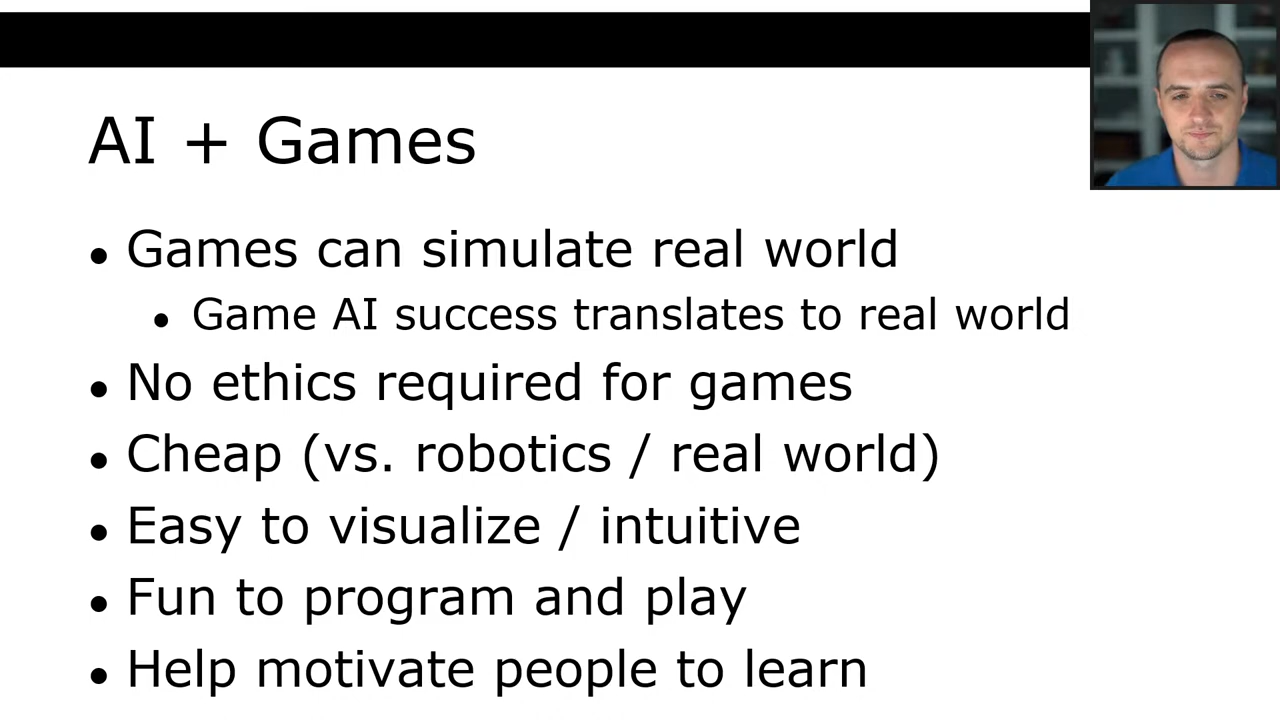 AI + Games
• Games can simulate real world
• Game AI success translates to real world
• No ethics required for games
• Cheap (vs. robotics / real world)
• Easy to visualize / intuitive
• Fun to program and play
• Help motivate people to learn